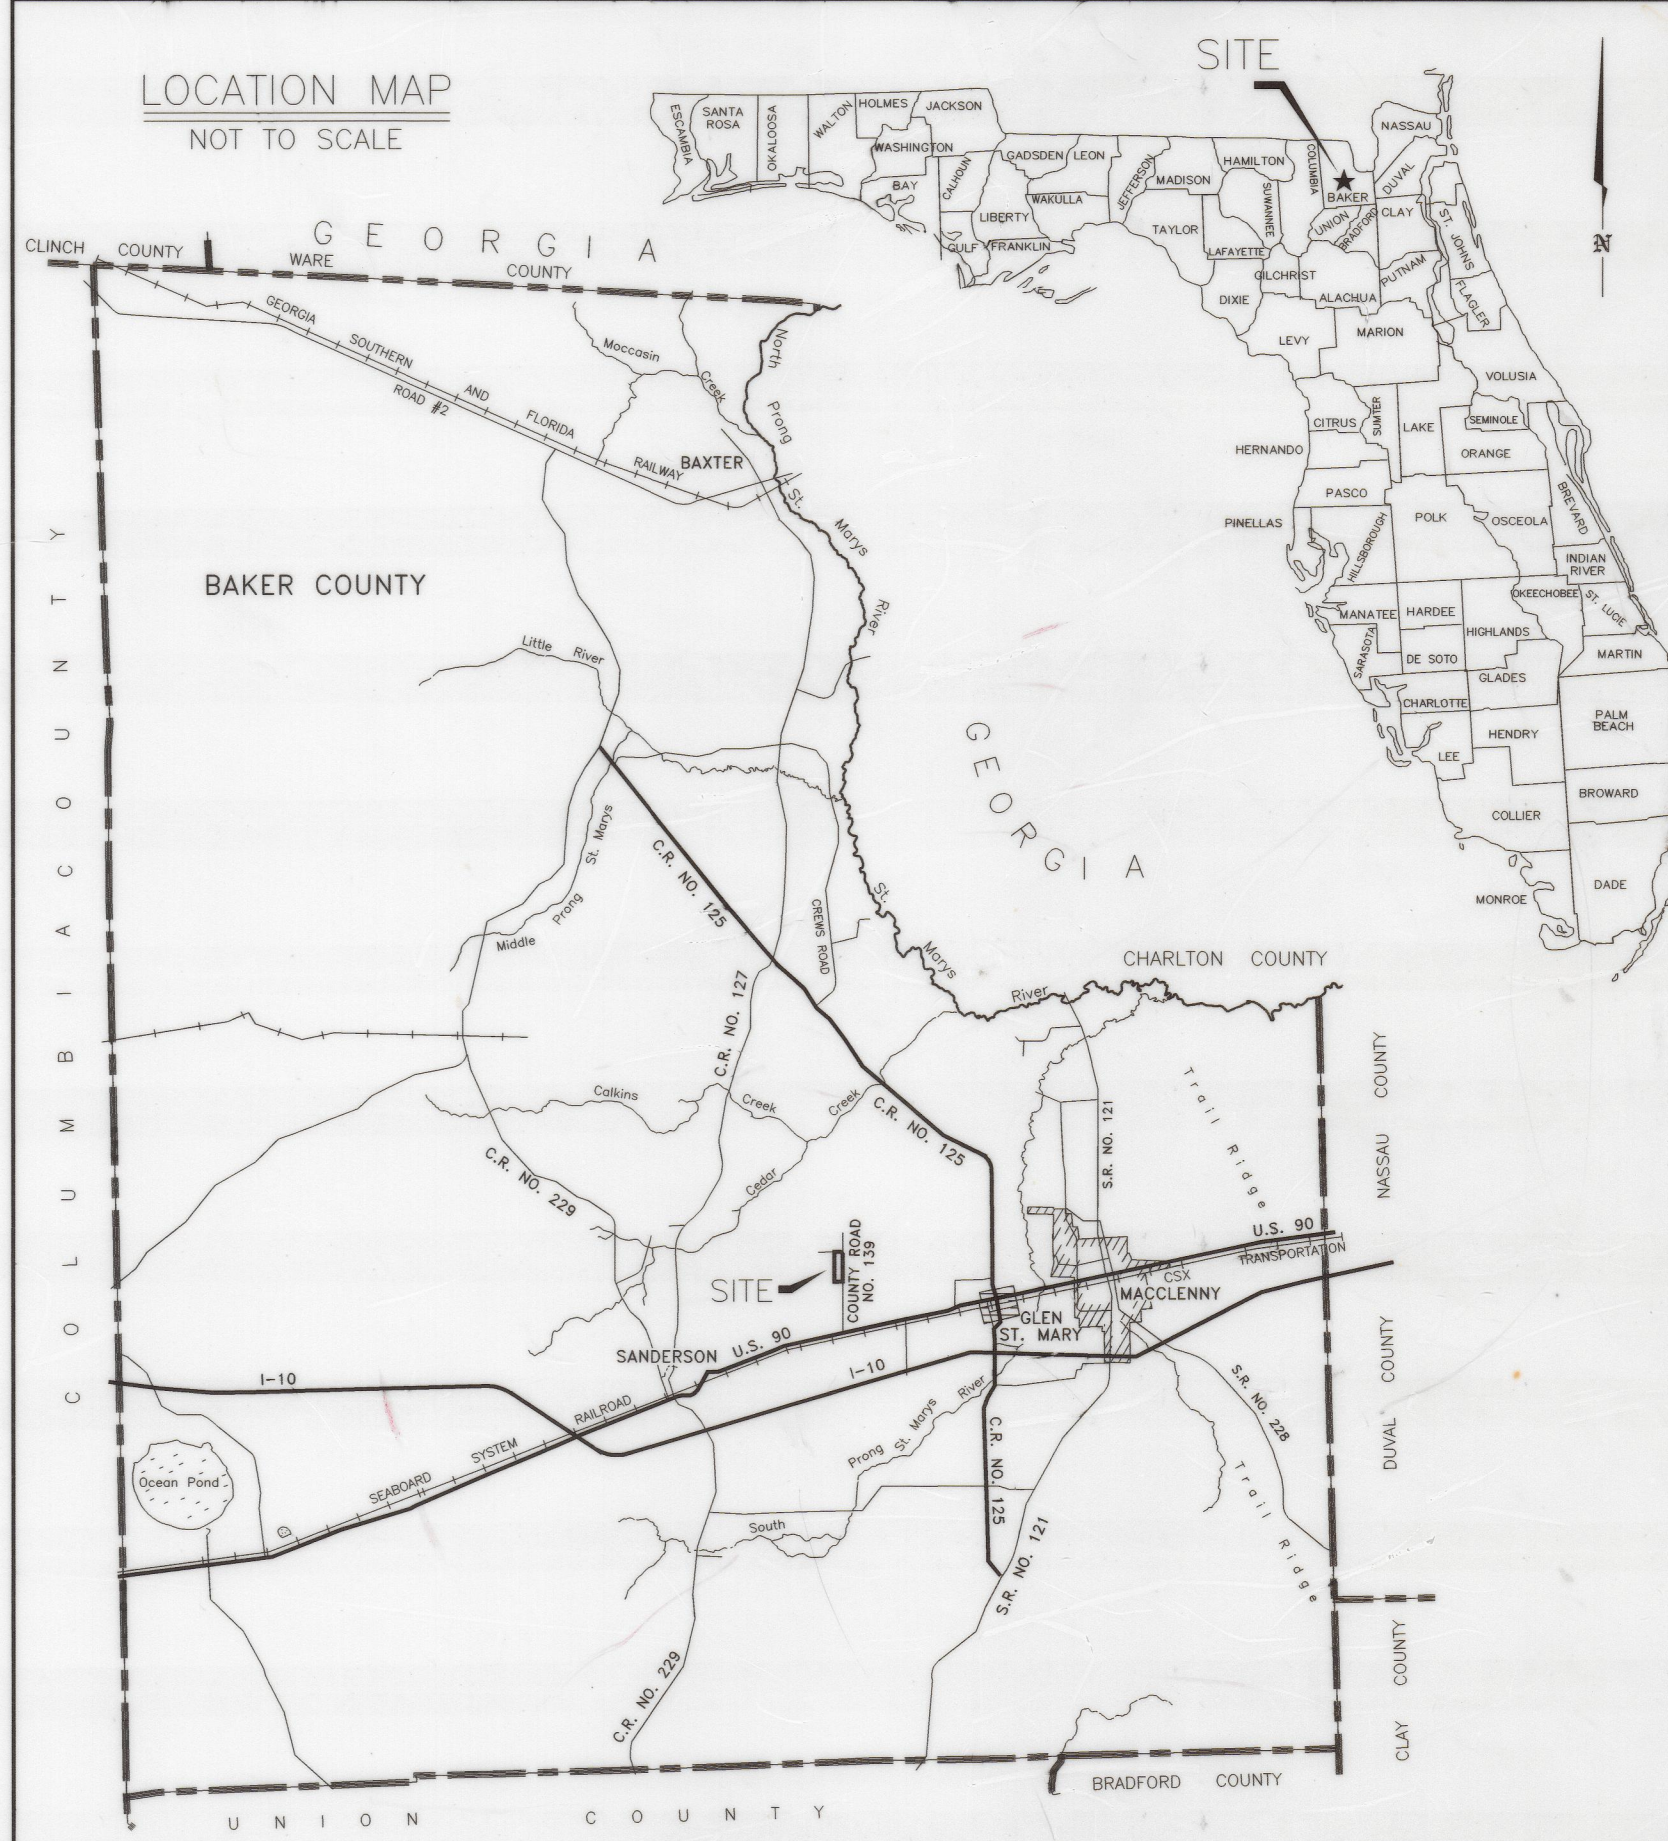 LOCATION MAP
NOT TO SCALE
SITE
N
ESCAMBIA
SANTA
ROSA
OKALOOSA
WALTON
HOLMES
JACKSON
WASHINGTON
BAY
CALHOUN
GULF
LIBERTY
FRANKLIN
GADSDEN
LEON
WAKULLA
JEFFERSON
MADISON
TAYLOR
HAMILTON
SUWANNEE
LAFAYETTE
COLUMBIA
BAKER
NASSAU
DUVAL
UNION
BRADFORD
CLAY
ST. JOHNS
PUTNAM
FLAGLER
GILCHRIST
DIXIE
ALACHUA
LEVY
MARION
VOLUSIA
CITRUS
SUMTER
LAKE
SEMINOLE
HERNANDO
ORANGE
PASCO
BREVARD
PINELLAS
HILLSBOROUGH
POLK
OSCEOLA
INDIAN
RIVER
MANATEE
HARDEE
OKEECHOBEE
ST. LUCIE
HIGHLANDS
SARASOTA
DE SOTO
MARTIN
GLADES
CHARLOTTE
PALM
BEACH
LEE
HENDRY
BROWARD
COLLIER
DADE
MONROE
GEORGIA
CLINCH COUNTY
WARE COUNTY
GEORGIA SOUTHERN AND FLORIDA RAILWAY
ROAD #2
Moccasin Creek
North Prong St. Marys River
BAXTER
BAKER COUNTY
COLUMBIA COUNTY
Little River
GEORGIA
Middle Prong St. Marys
C.R. NO. 125
CREWS ROAD
C.R. NO. 127
St. Marys River
CHARLTON COUNTY
Calkins Creek
Cedar Creek
C.R. NO. 125
C.R. NO. 229
S.R. NO. 121
Trail Ridge
NASSAU COUNTY
U.S. 90
CSX TRANSPORTATION
COUNTY ROAD
NO. 139
SITE
MACCLENNY
GLEN
ST. MARY
SANDERSON
U.S. 90
I-10
I-10
SEABOARD SYSTEM RAILROAD
Ocean Pond
South Prong St. Marys River
C.R. NO. 125
S.R. NO. 121
S.R. NO. 228
Trail Ridge
DUVAL COUNTY
C.R. NO. 229
CLAY COUNTY
BRADFORD COUNTY
UNION COUNTY